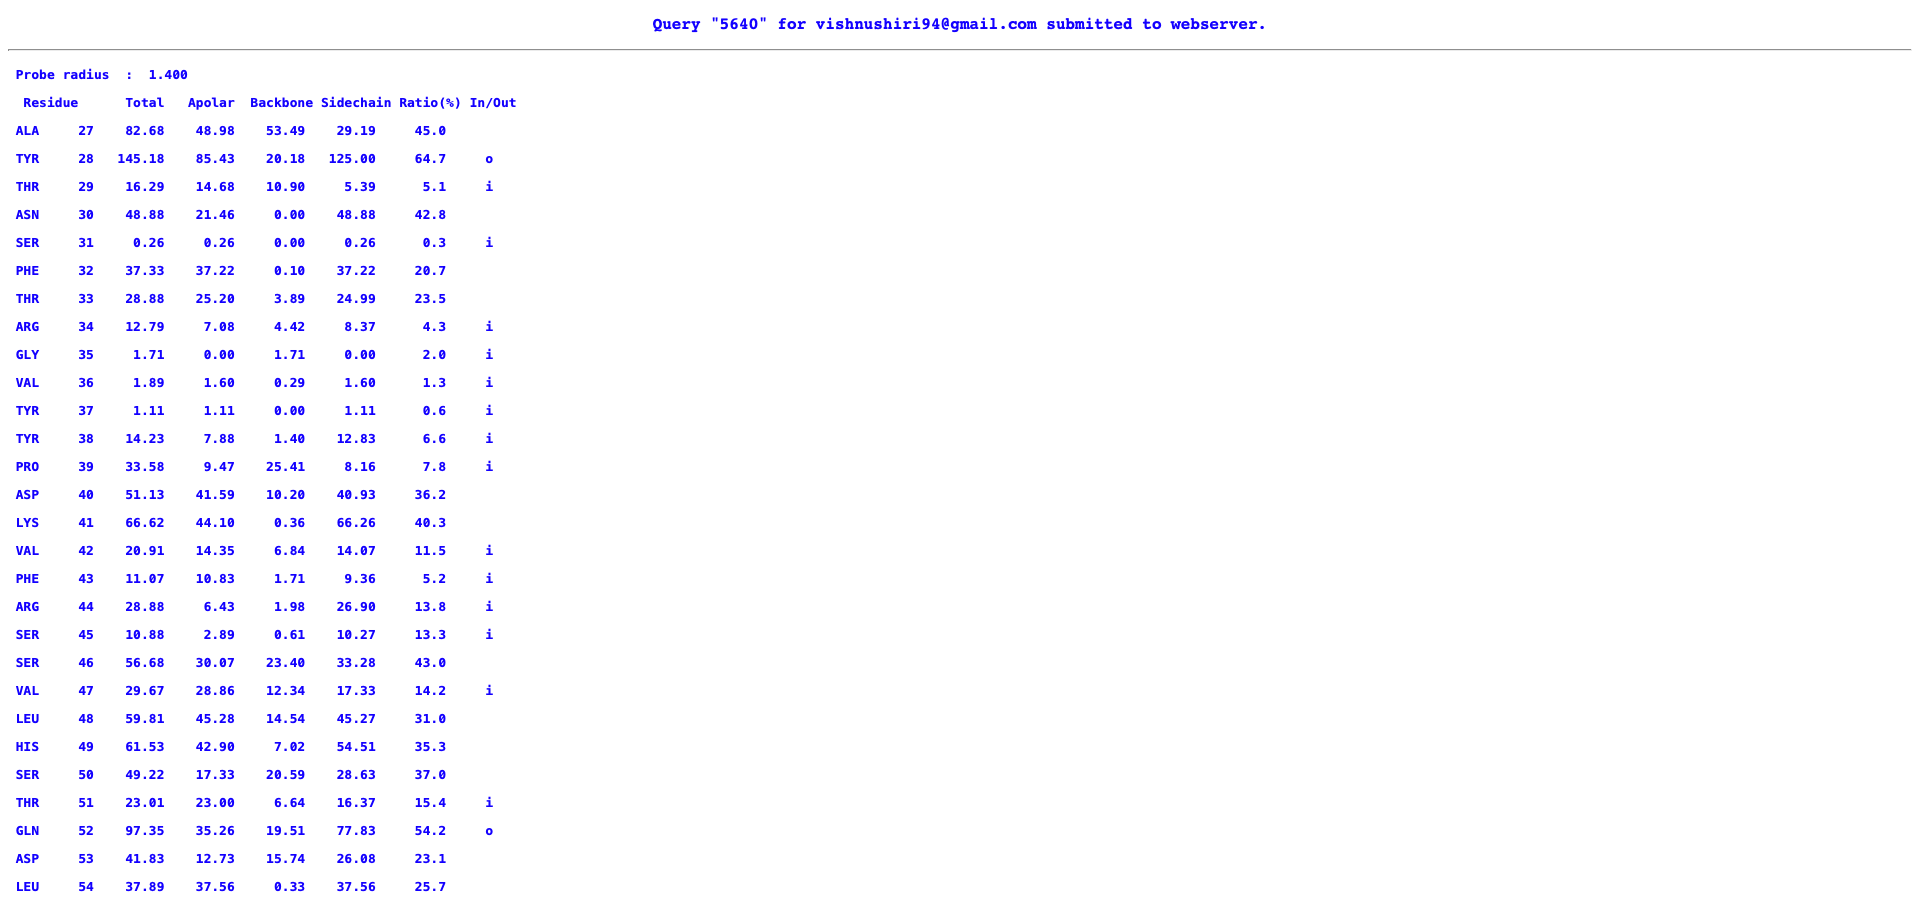 Query "5640" for vishnushiri94@gmail.com submitted to webserver.
Probe radius : 1.400
Residue Total Apolar Backbone Sidechain Ratio(%) In/Out
ALA 27 82.68 48.98 53.49 29.19 45.0
TYR 28 145.18 85.43 20.18 125.00 64.7 o
THR 29 16.29 14.68 10.90 5.39 5.1 i
ASN 30 48.88 21.46 0.00 48.88 42.8
SER 31 0.26 0.26 0.00 0.26 0.3 i
PHE 32 37.33 37.22 0.10 37.22 20.7
THR 33 28.88 25.20 3.89 24.99 23.5
ARG 34 12.79 7.08 4.42 8.37 4.3 i
GLY 35 1.71 0.00 1.71 0.00 2.0 i
VAL 36 1.89 1.60 0.29 1.60 1.3 i
TYR 37 1.11 1.11 0.00 1.11 0.6 i
TYR 38 14.23 7.88 1.40 12.83 6.6 i
PRO 39 33.58 9.47 25.41 8.16 7.8 i
ASP 40 51.13 41.59 10.20 40.93 36.2
LYS 41 66.62 44.10 0.36 66.26 40.3
VAL 42 20.91 14.35 6.84 14.07 11.5 i
PHE 43 11.07 10.83 1.71 9.36 5.2 i
ARG 44 28.88 6.43 1.98 26.90 13.8 i
SER 45 10.88 2.89 0.61 10.27 13.3 i
SER 46 56.68 30.07 23.40 33.28 43.0
VAL 47 29.67 28.86 12.34 17.33 14.2 i
LEU 48 59.81 45.28 14.54 45.27 31.0
HIS 49 61.53 42.90 7.02 54.51 35.3
SER 50 49.22 17.33 20.59 28.63 37.0
THR 51 23.01 23.00 6.64 16.37 15.4 i
GLN 52 97.35 35.26 19.51 77.83 54.2 o
ASP 53 41.83 12.73 15.74 26.08 23.1
LEU 54 37.89 37.56 0.33 37.56 25.7